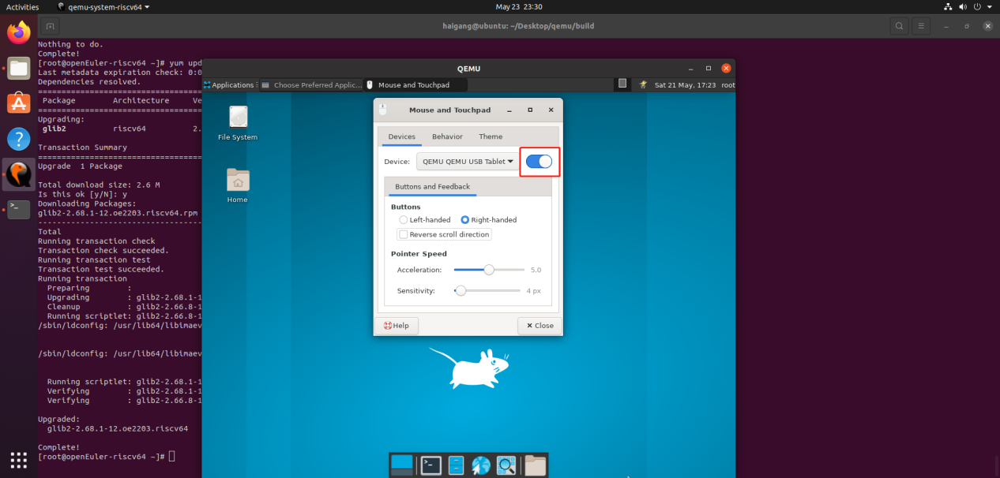 Activities
qemu-system-riscv64
May 23 23:30
haigang@ubuntu: ~/Desktop/qemu/build
Nothing to do.
Complete!
[root@openEuler-riscv64 ~]# yum upd
Last metadata expiration check: 0:0
Dependencies resolved.
================================
Package Architecture Ve
================================
Upgrading:
glib2 riscv64 2.
Transaction Summary
================================
Upgrade 1 Package
Total download size: 2.6 M
Is this ok [y/N]: y
Downloading Packages:
glib2-2.68.1-12.oe2203.riscv64.rpm
--------------------------------
Total
Running transaction check
Transaction check succeeded.
Running transaction test
Transaction test succeeded.
Running transaction
Preparing :
Upgrading : glib2-2.68.1-1
Cleanup : glib2-2.66.8-1
Running scriptlet: glib2-2.66.8-1
/sbin/ldconfig: /usr/lib64/libimaev
/sbin/ldconfig: /usr/lib64/libimaev
Running scriptlet: glib2-2.68.1-1
Verifying : glib2-2.68.1-1
Verifying : glib2-2.66.8-1
Upgraded:
glib2-2.68.1-12.oe2203.riscv64
Complete!
[root@openEuler-riscv64 ~]#
QEMU
Applications
Choose Preferred Applic...
Mouse and Touchpad
Sat 21 May, 17:23
root
File System
Home
Mouse and Touchpad
Devices
Behavior
Theme
Device:
QEMU QEMU USB Tablet
Buttons and Feedback
Buttons
Left-handed
Right-handed
Reverse scroll direction
Pointer Speed
Acceleration:
5.0
Sensitivity:
4 px
Help
Close